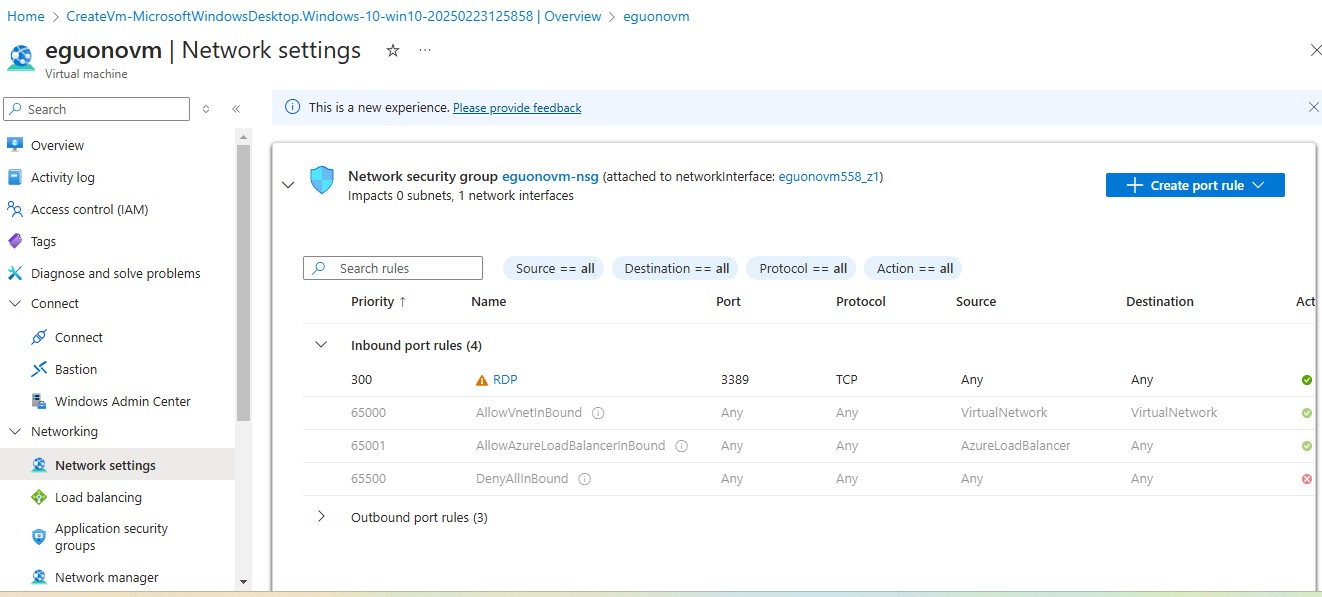 Home > CreateVm-MicrosoftWindowsDesktop.Windows-10-win10-20250223125858 | Overview > eguonovm
eguonovm | Network settings
Virtual machine
Search
This is a new experience. Please provide feedback
Overview
Activity log
Access control (IAM)
Tags
Diagnose and solve problems
Connect
Connect
Bastion
Windows Admin Center
Networking
Network settings
Load balancing
Application security
groups
Network manager
Network security group eguonovm-nsg (attached to networkInterface: eguonovm558_z1)
Impacts 0 subnets, 1 network interfaces
Create port rule
Search rules
Source == all
Destination == all
Protocol == all
Action == all
Priority ↑ Name Port Protocol Source Destination Act
Inbound port rules (4)
300 RDP 3389 TCP Any Any
65000 AllowVnetInBound Any Any VirtualNetwork VirtualNetwork
65001 AllowAzureLoadBalancerInBound Any Any AzureLoadBalancer Any
65500 DenyAllInBound Any Any Any Any
Outbound port rules (3)